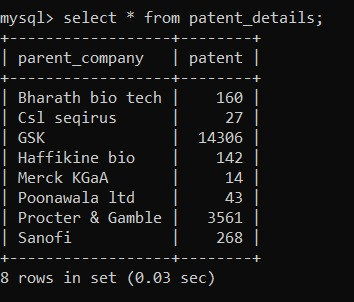 mysql> select * from patent_details;
+------------------+--------+
| parent_company   | patent |
+------------------+--------+
| Bharath bio tech |    160 |
| Csl seqirus      |     27 |
| GSK              |  14306 |
| Haffikine bio    |    142 |
| Merck KGaA       |     14 |
| Poonawala ltd    |     43 |
| Procter & Gamble |   3561 |
| Sanofi           |    268 |
+------------------+--------+
8 rows in set (0.03 sec)